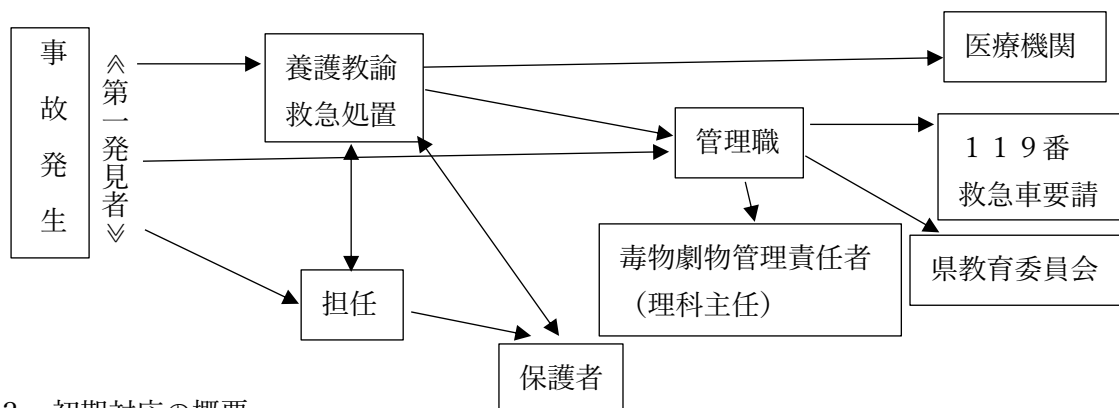 事故発生
≪第一発見者≫
養護教諭
救急処置
医療機関
管理職
１１９番
救急車要請
毒物劇物管理責任者
（理科主任）
県教育委員会
担任
保護者
初期対応の概要